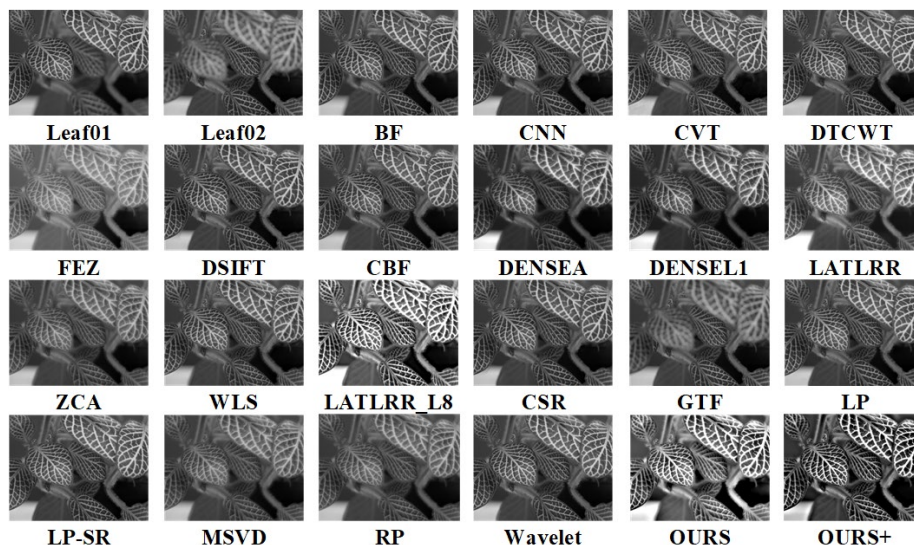 Leaf01 Leaf02 BF CNN CVT DTCWT
FEZ DSIFT CBF DENSEA DENSEL1 LATLRR
ZCA WLS LATLRR_L8 CSR GTF LP
LP-SR MSVD RP Wavelet OURS OURS+